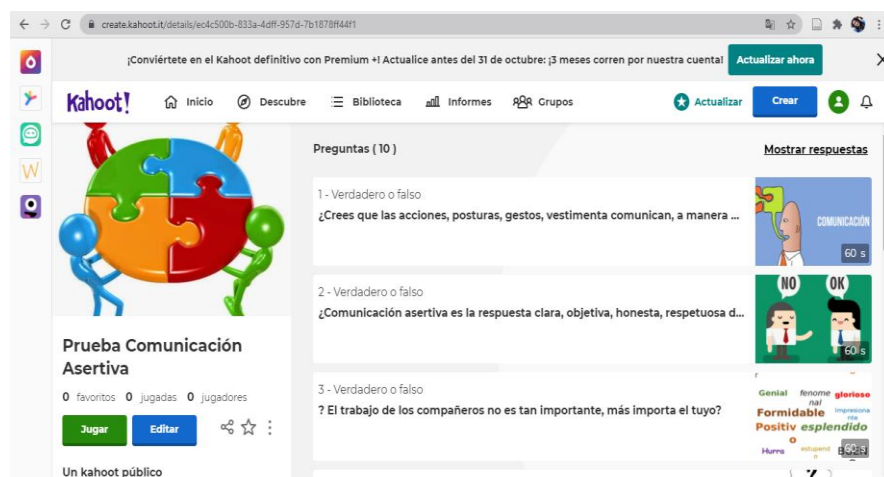 create.kahoot.it/details/ec4c500b-833a-4dff-957d-7b1878ff44f1
¡Conviértete en el Kahoot definitivo con Premium +! Actualice antes del 31 de octubre: ¡3 meses corren por nuestra cuenta!
Actualizar ahora
Kahoot!
Inicio
Descubre
Biblioteca
Informes
Grupos
Actualizar
Crear
Prueba Comunicación
Asertiva
0 favoritos 0 jugadas 0 jugadores
Jugar
Editar
Un kahoot público
Preguntas ( 10 )
Mostrar respuestas
1 - Verdadero o falso
¿Crees que las acciones, posturas, gestos, vestimenta comunican, a manera ...
COMUNICACIÓN
60 s
2 - Verdadero o falso
¿Comunicación asertiva es la respuesta clara, objetiva, honesta, respetuosa d...
NO
OK
60 s
3 - Verdadero o falso
? El trabajo de los compañeros no es tan importante, más importa el tuyo?
Genial
fenome
nal
glorioso
Formidable
Positiv
o
esplendido
Hurra
60 s